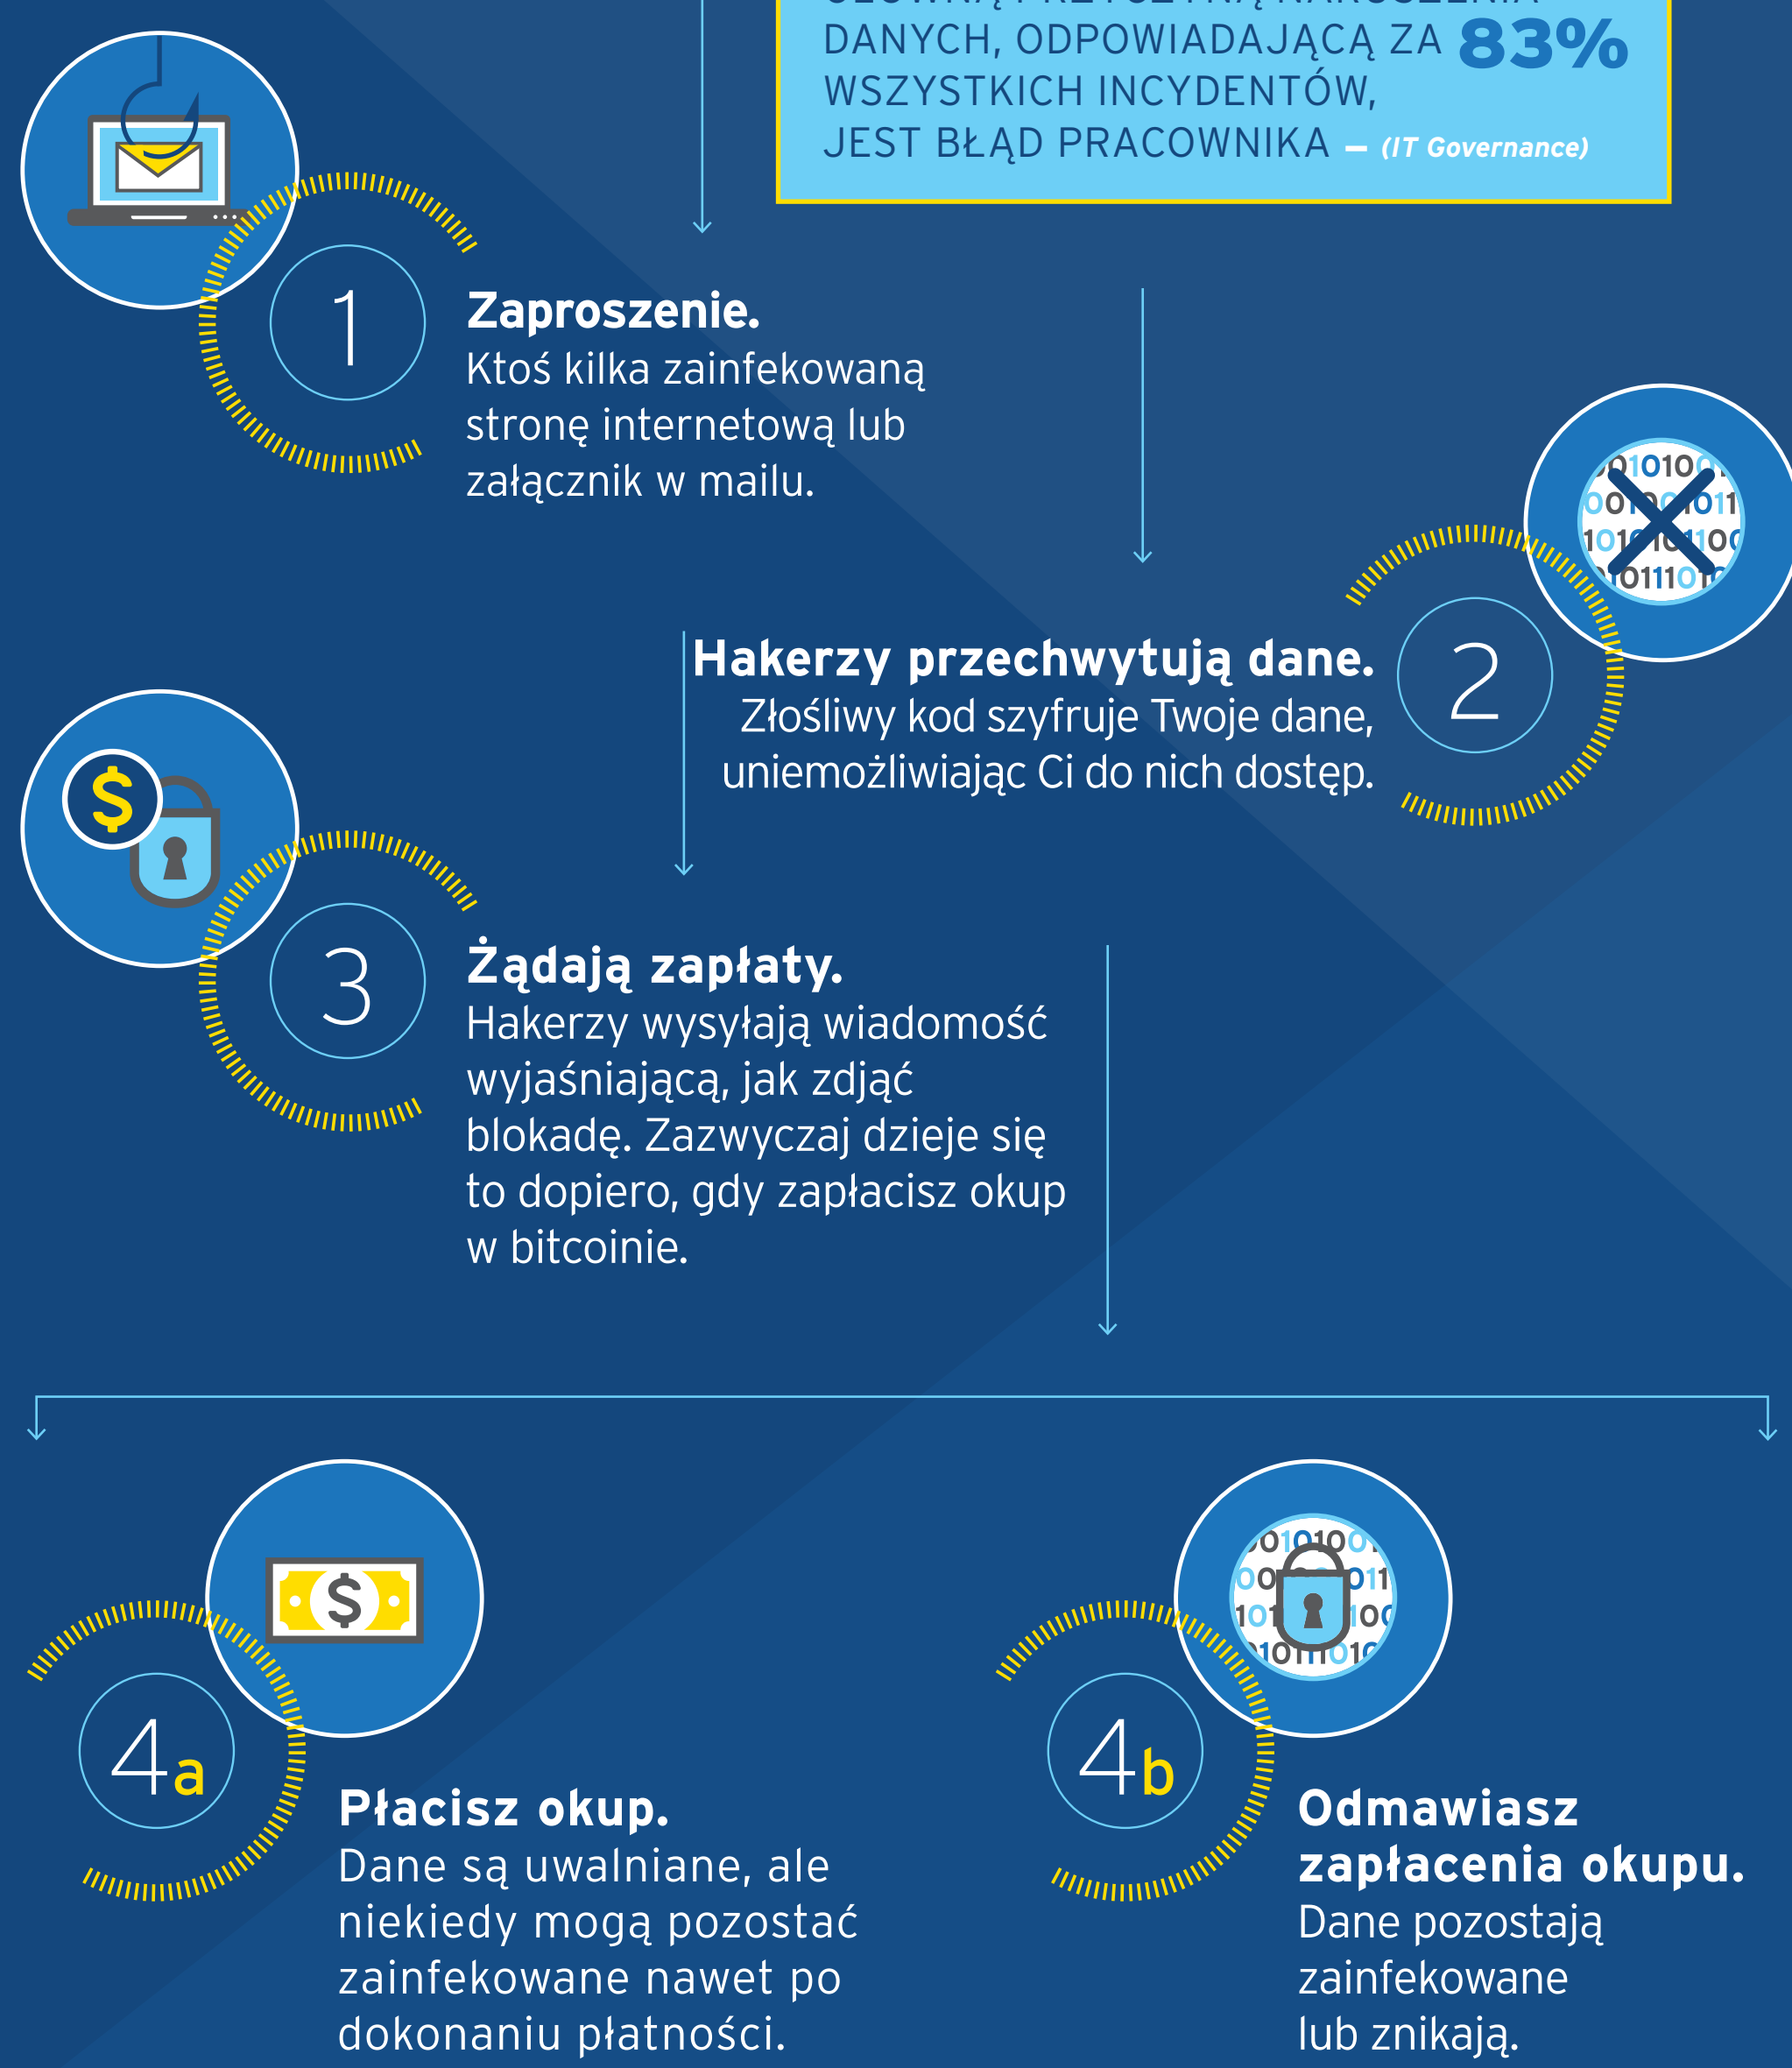 DANYCH, ODPOWIADAJĄCĄ ZA 83%
WSZYSTKICH INCYDENTÓW,
JEST BŁĄD PRACOWNIKA – (IT Governance)
1
Zaproszenie.
Ktoś kilka zainfekowaną
stronę internetową lub
załącznik w mailu.
2
Hakerzy przechwytują dane.
Złośliwy kod szyfruje Twoje dane,
uniemożliwiając Ci do nich dostęp.
3
Żądają zapłaty.
Hakerzy wysyłają wiadomość
wyjaśniającą, jak zdjąć
blokadę. Zazwyczaj dzieje się
to dopiero, gdy zapłacisz okup
w bitcoinie.
4a
Płacisz okup.
Dane są uwalniane, ale
niekiedy mogą pozostać
zainfekowane nawet po
dokonaniu płatności.
4b
Odmawiasz
zapłacenia okupu.
Dane pozostają
zainfekowane
lub znikają.